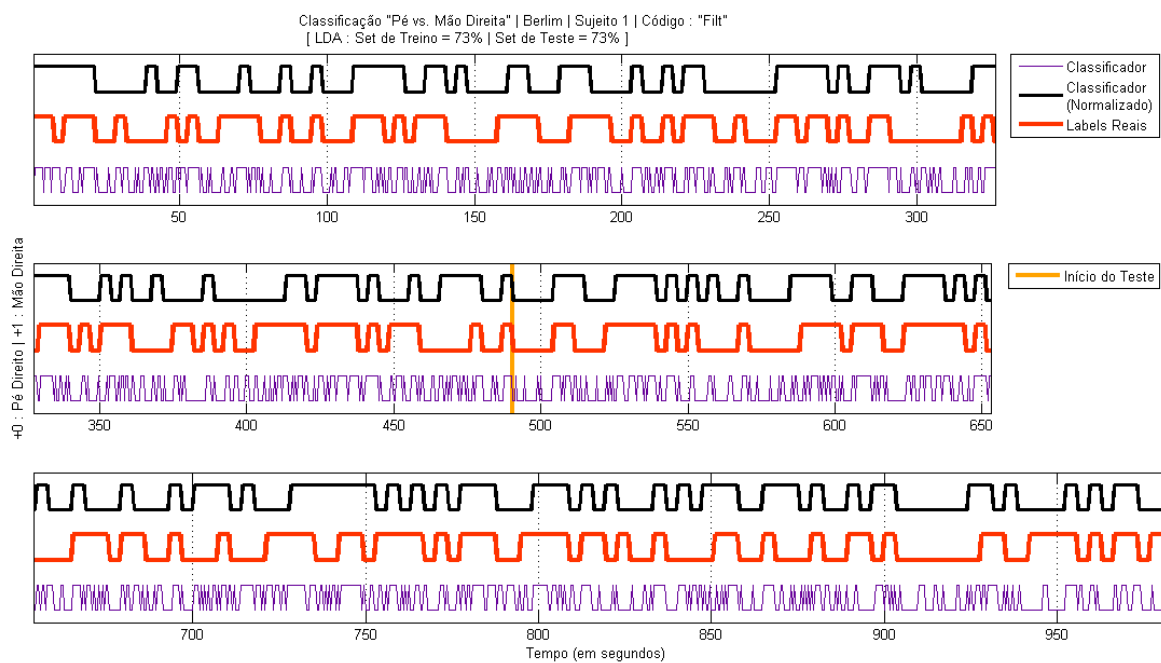 Classificação "Pé vs. Mão Direita" | Berlim | Sujeito 1 | Código : "Filt"
[ LDA : Set de Treino = 73% | Set de Teste = 73% ]
Classificador
Classificador
(Normalizado)
Labels Reais
50 100 150 200 250 300
+0 : Pé Direito | +1 : Mão Direita
Início do Teste
350 400 450 500 550 600 650
700 750 800 850 900 950
Tempo (em segundos)